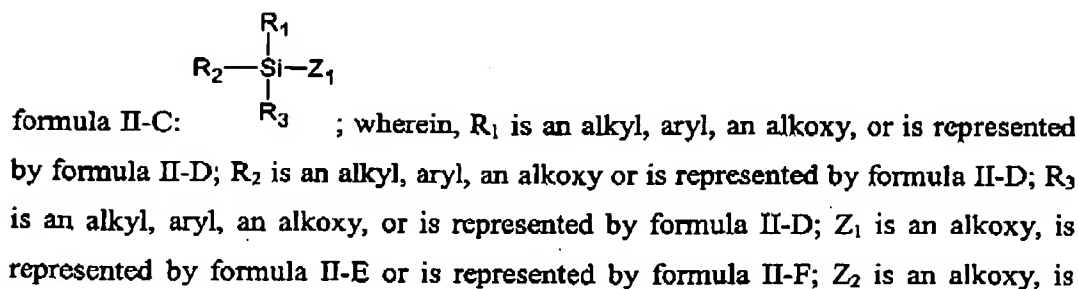 R₁
R₂—Si—Z₁
R₃
formula II-C: ; wherein, R₁ is an alkyl, aryl, an alkoxy, or is represented
by formula II-D; R₂ is an alkyl, aryl, an alkoxy or is represented by formula II-D; R₃
is an alkyl, aryl, an alkoxy, or is represented by formula II-D; Z₁ is an alkoxy, is
represented by formula II-E or is represented by formula II-F; Z₂ is an alkoxy, is